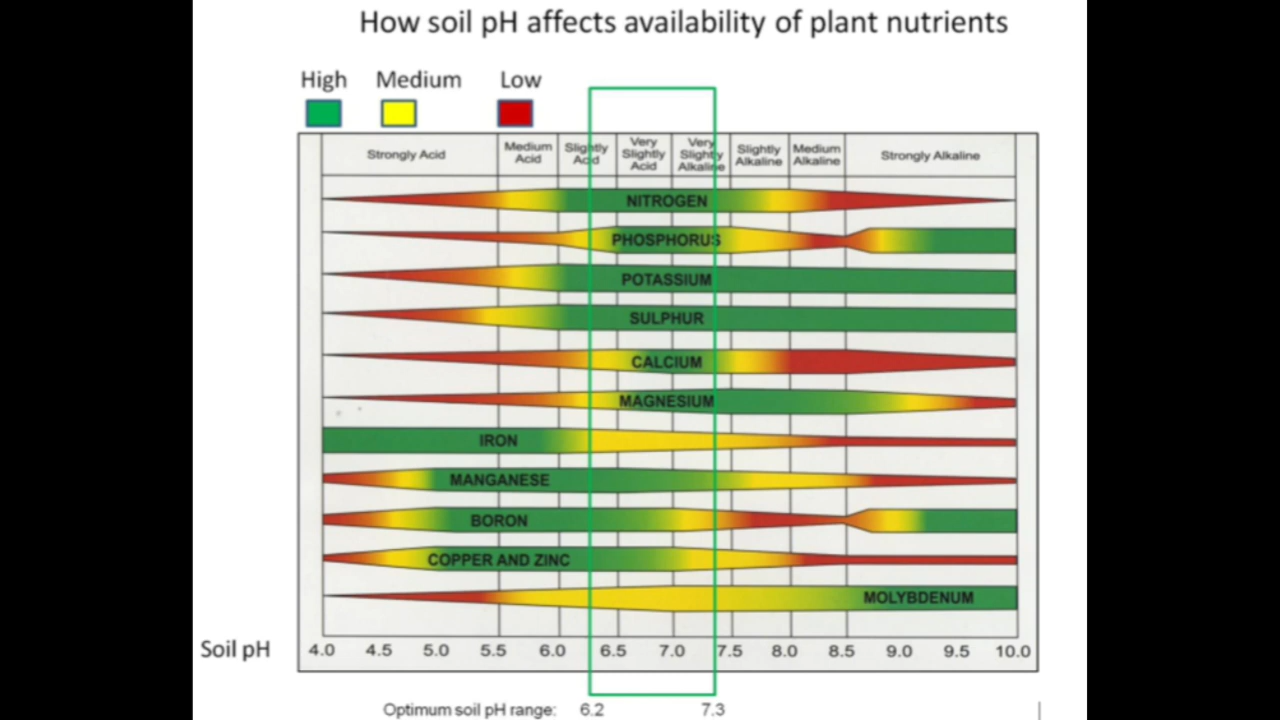 How soil pH affects availability of plant nutrients
High Medium Low
Strongly Acid
Medium
Acid
Slightly
Acid
Very
Slightly
Acid
Very
Slightly
Alkaline
Slightly
Alkaline
Medium
Alkaline
Strongly Alkaline
NITROGEN
PHOSPHORUS
POTASSIUM
SULPHUR
CALCIUM
MAGNESIUM
IRON
MANGANESE
BORON
COPPER AND ZINC
MOLYBDENUM
Soil pH 4.0 4.5 5.0 5.5 6.0 6.5 7.0 7.5 8.0 8.5 9.0 9.5 10.0
Optimum soil pH range: 6.2 7.3